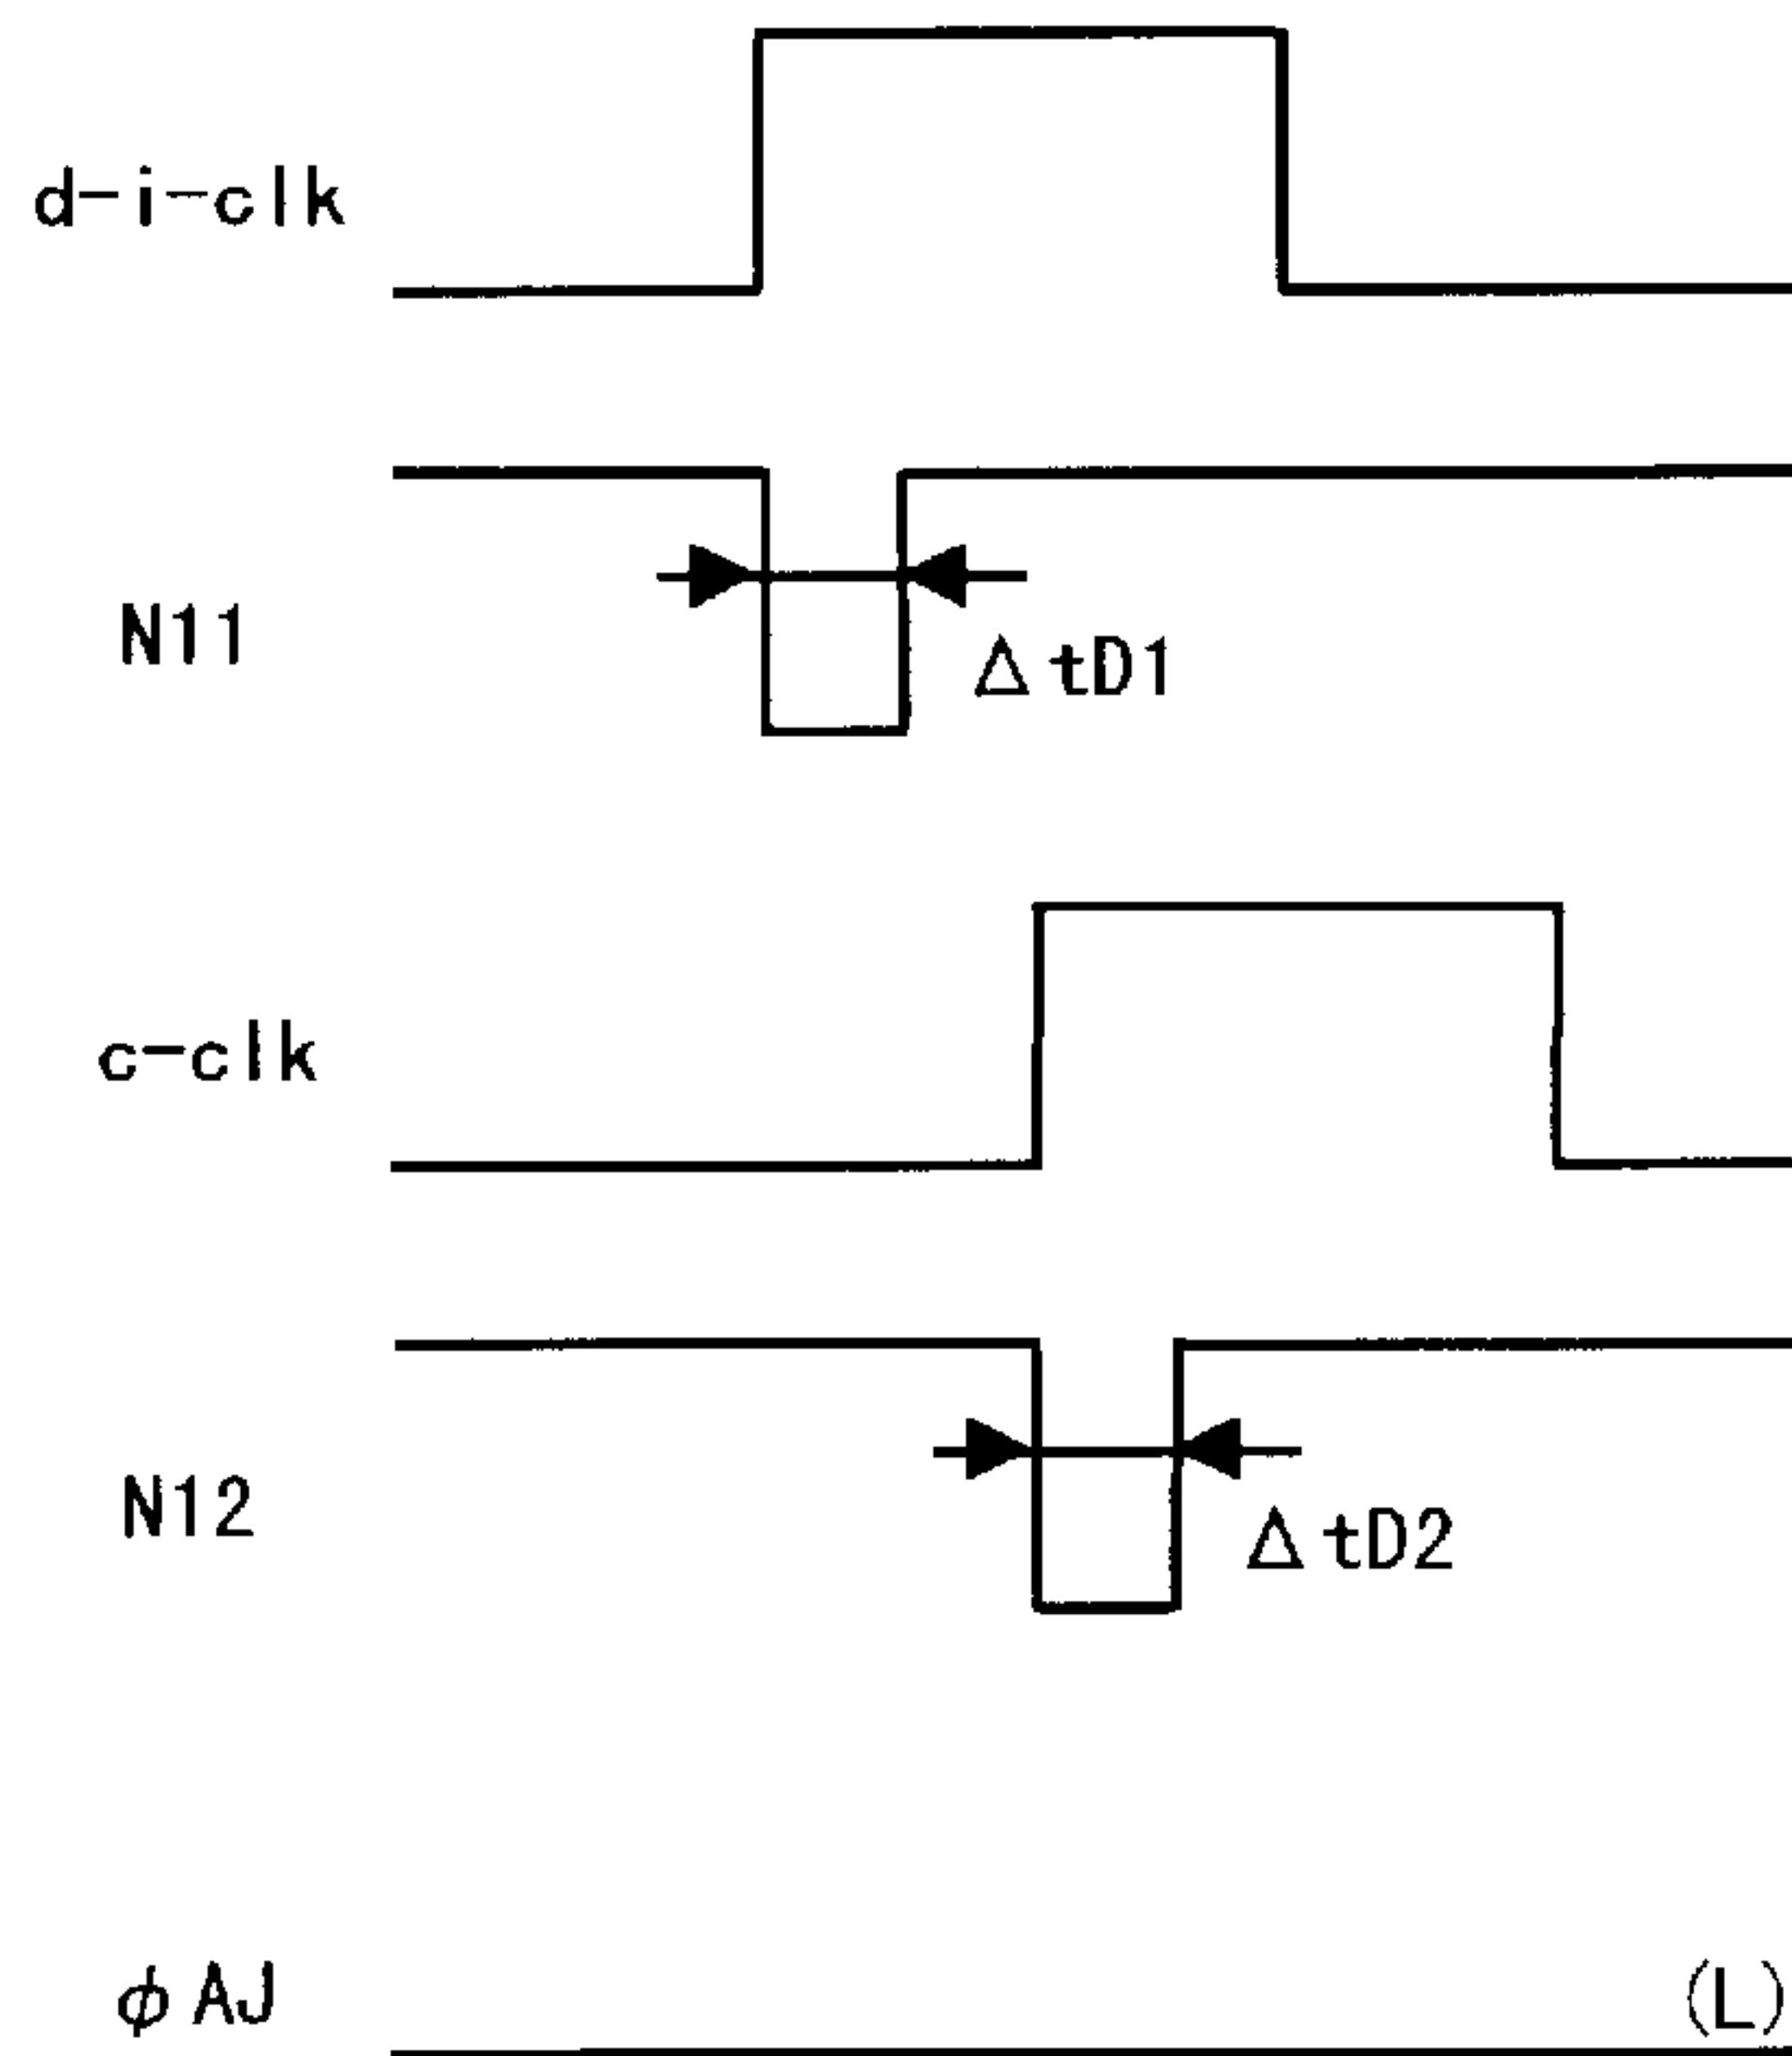 d-i-clk
N11
ΔtD1
c-clk
N12
ΔtD2
φAJ (L)